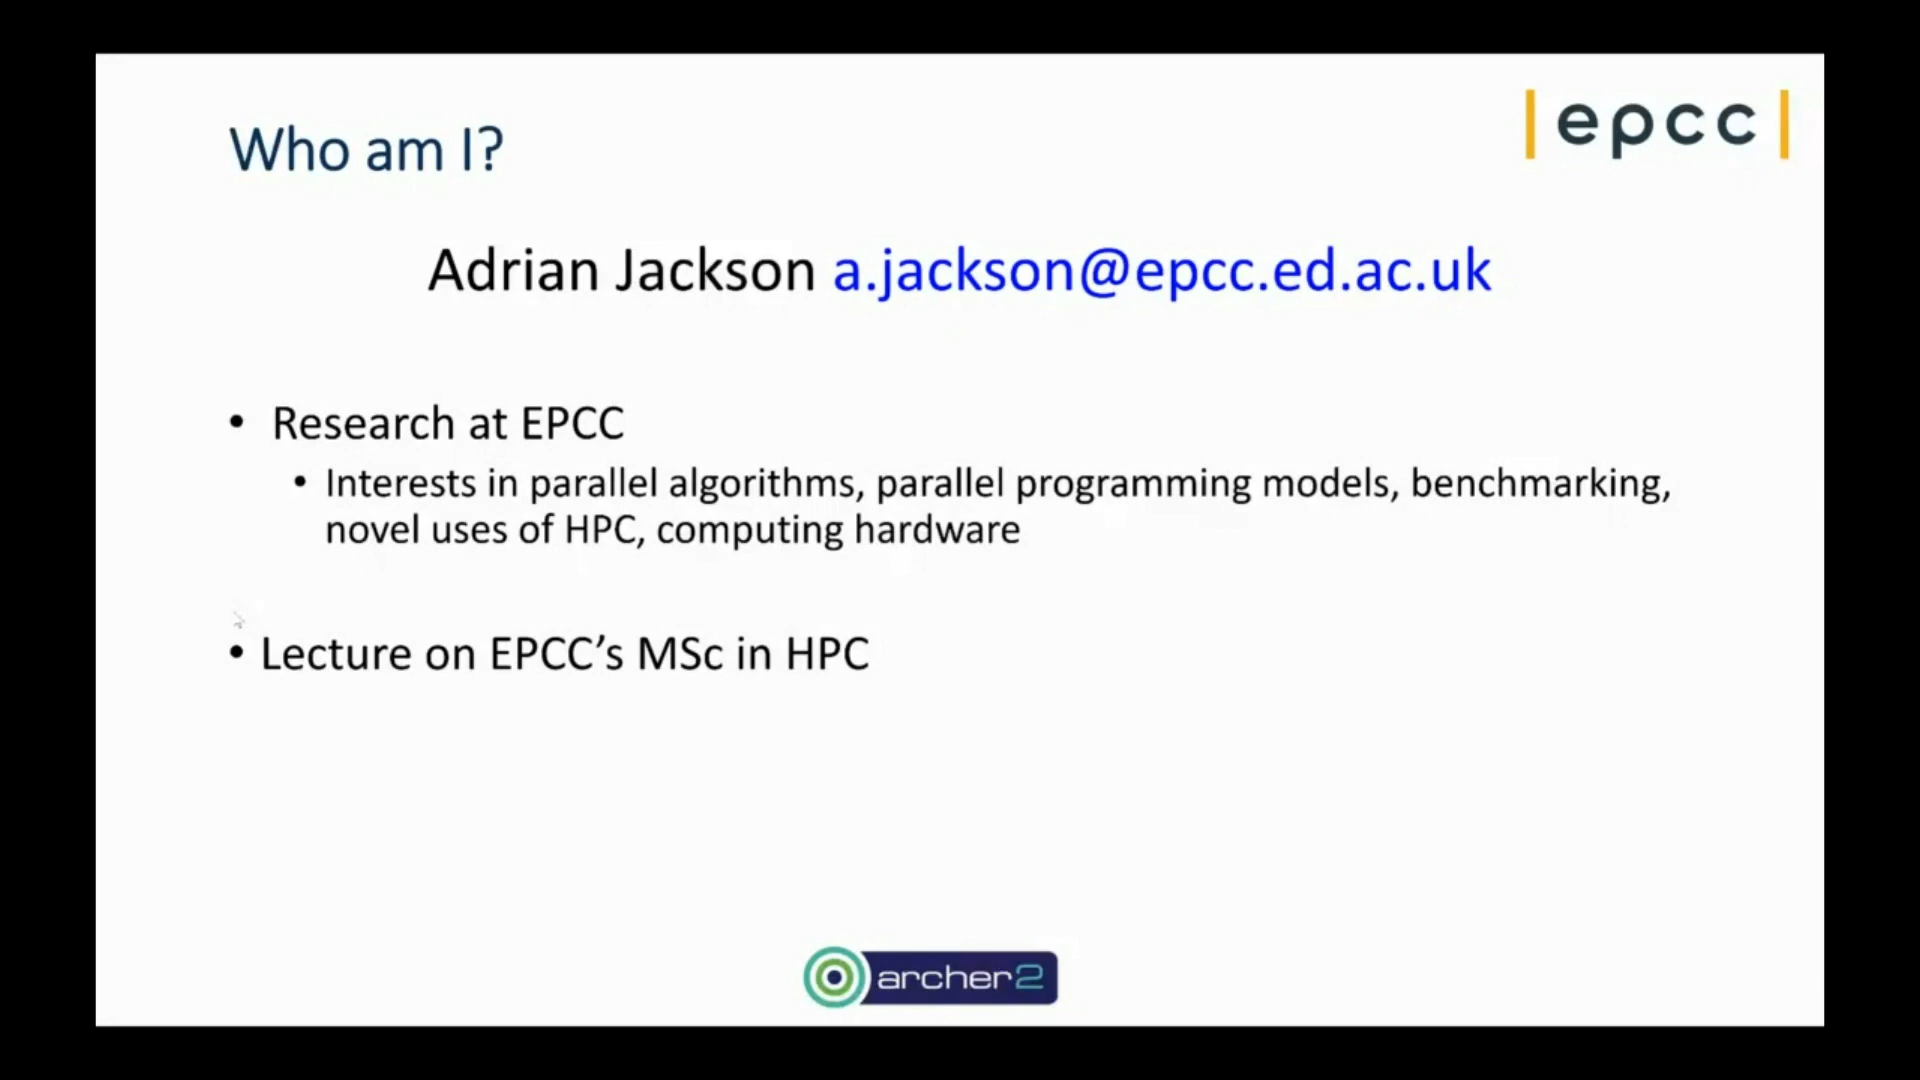 Who am I?
|epcc|
Adrian Jackson a.jackson@epcc.ed.ac.uk
• Research at EPCC
• Interests in parallel algorithms, parallel programming models, benchmarking,
novel uses of HPC, computing hardware
• Lecture on EPCC’s MSc in HPC
archer2